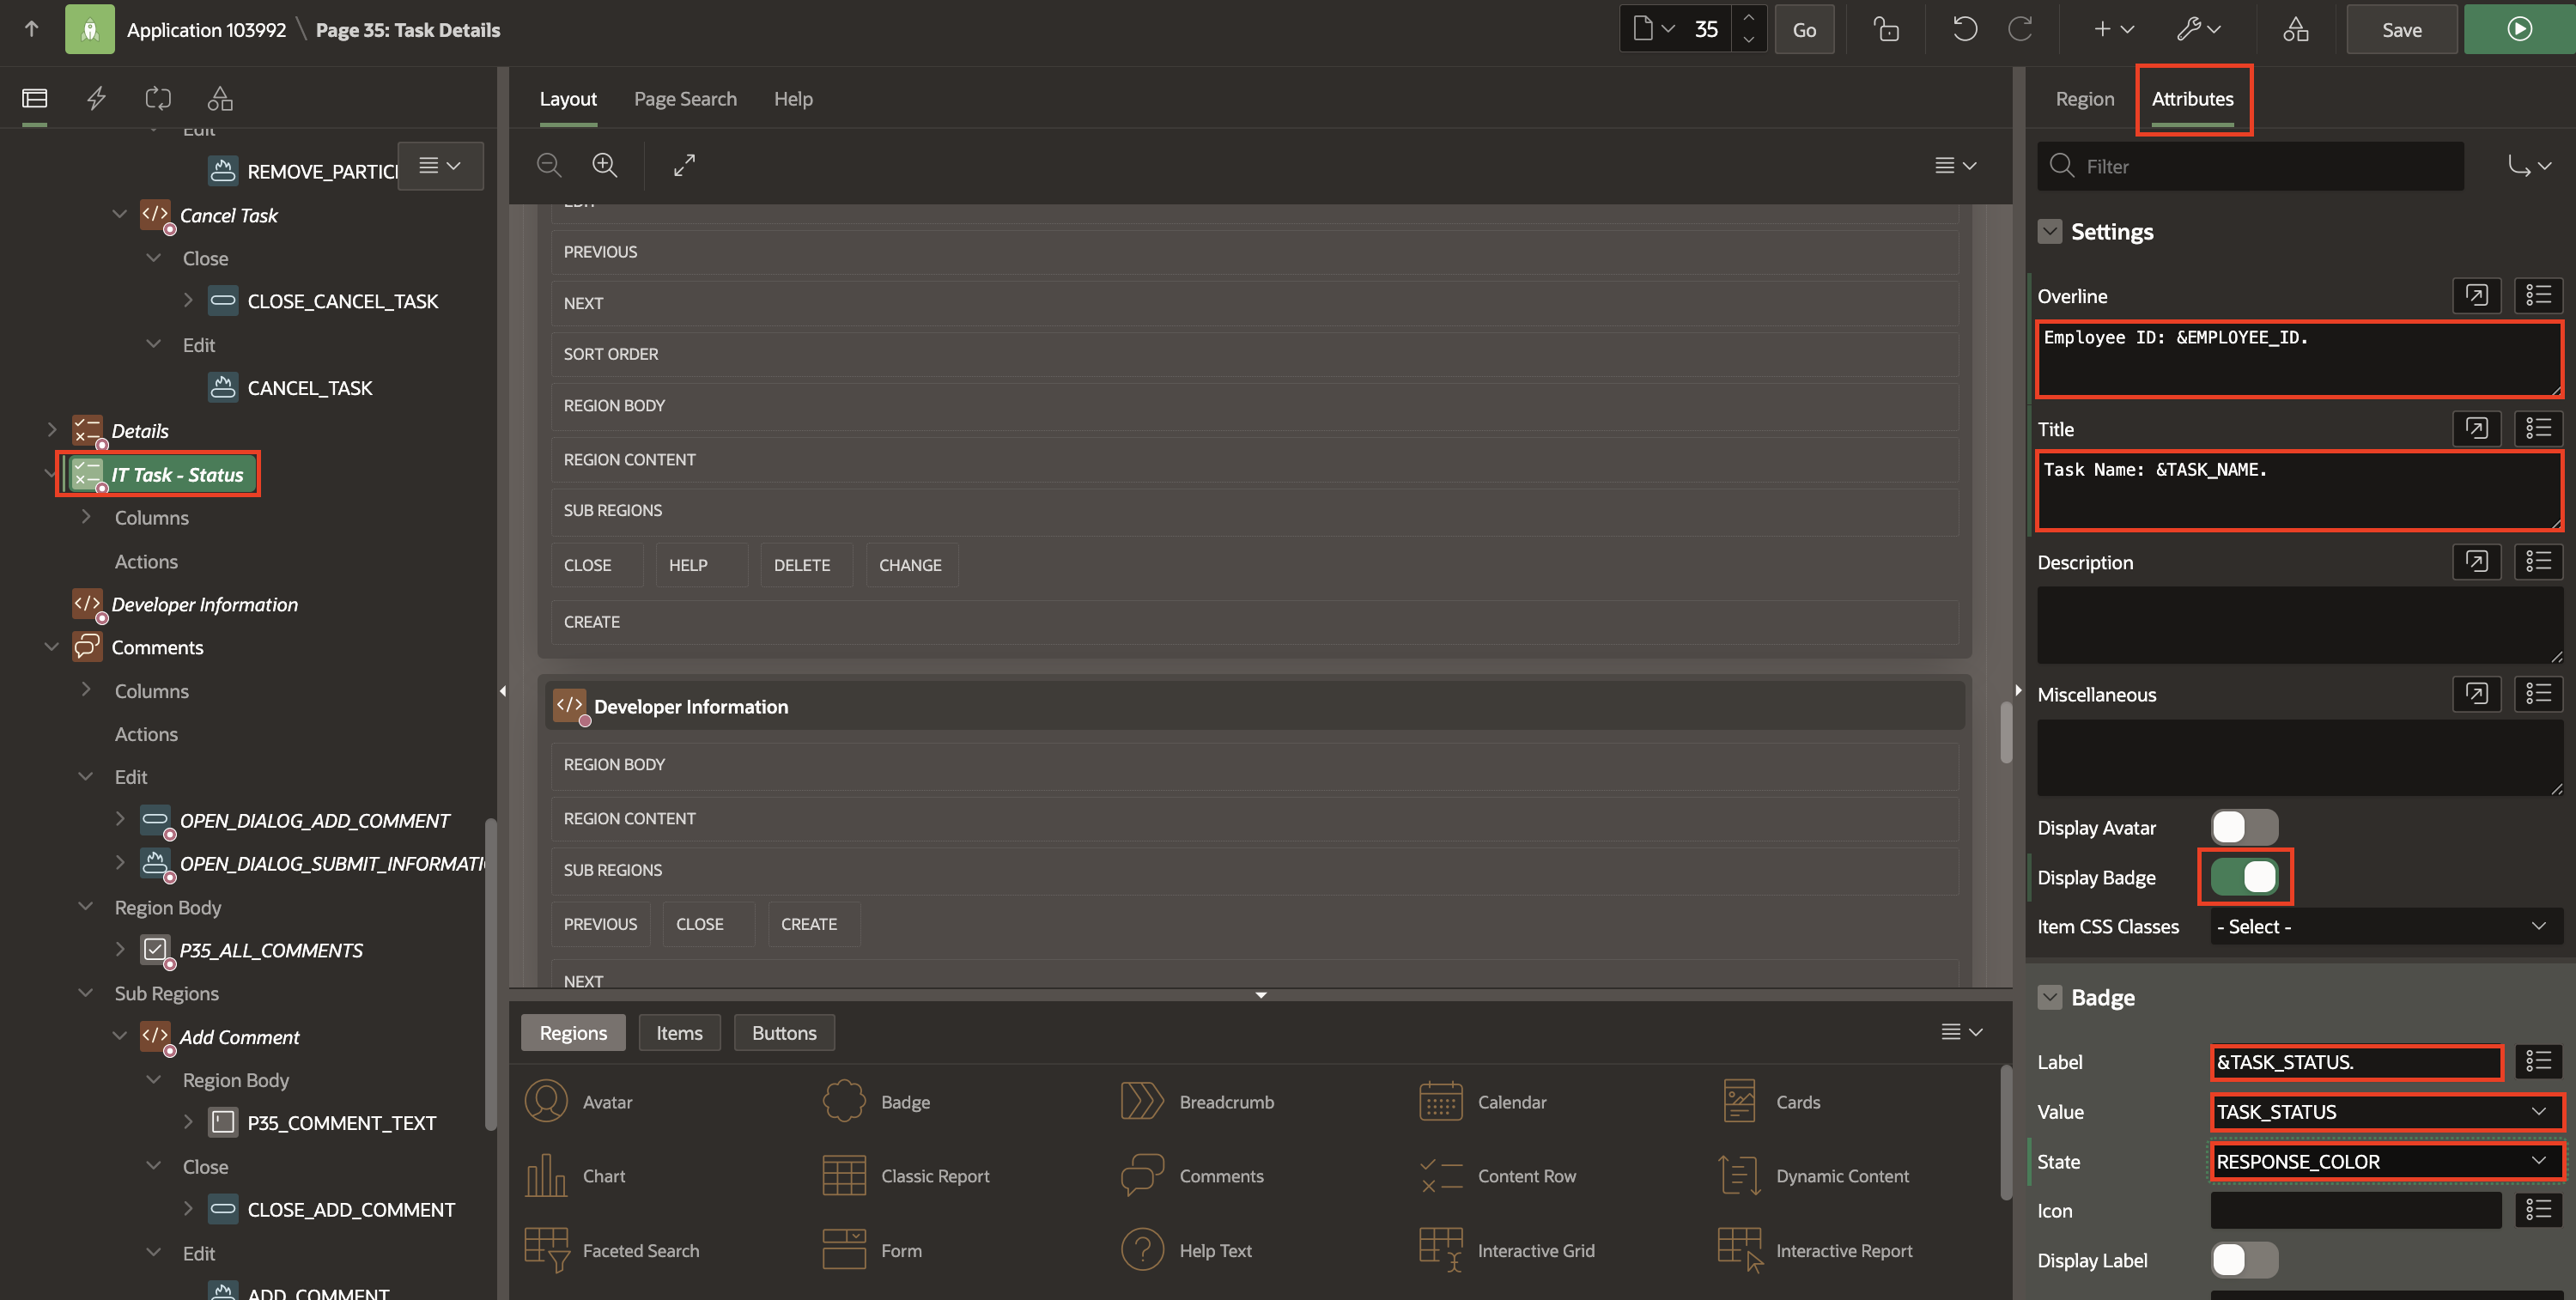 Application 103992 \ Page 35: Task Details
35
Go
Save
Edit
REMOVE_PARTICI
Cancel Task
Close
CLOSE_CANCEL_TASK
Edit
CANCEL_TASK
Details
IT Task - Status
Columns
Actions
Developer Information
Comments
Columns
Actions
Edit
OPEN_DIALOG_ADD_COMMENT
OPEN_DIALOG_SUBMIT_INFORMATI
Region Body
P35_ALL_COMMENTS
Sub Regions
Add Comment
Region Body
P35_COMMENT_TEXT
Close
CLOSE_ADD_COMMENT
Edit
ADD_COMMENT
Layout
Page Search
Help
EDIT
PREVIOUS
NEXT
SORT ORDER
REGION BODY
REGION CONTENT
SUB REGIONS
CLOSE
HELP
DELETE
CHANGE
CREATE
Developer Information
REGION BODY
REGION CONTENT
SUB REGIONS
PREVIOUS
CLOSE
CREATE
NEXT
Regions
Items
Buttons
Avatar
Badge
Breadcrumb
Calendar
Cards
Chart
Classic Report
Comments
Content Row
Dynamic Content
Faceted Search
Form
Help Text
Interactive Grid
Interactive Report
Region
Attributes
Filter
Settings
Overline
Employee ID: &EMPLOYEE_ID.
Title
Task Name: &TASK_NAME.
Description
Miscellaneous
Display Avatar
Display Badge
Item CSS Classes
- Select -
Badge
Label
&TASK_STATUS.
Value
TASK_STATUS
State
RESPONSE_COLOR
Icon
Display Label